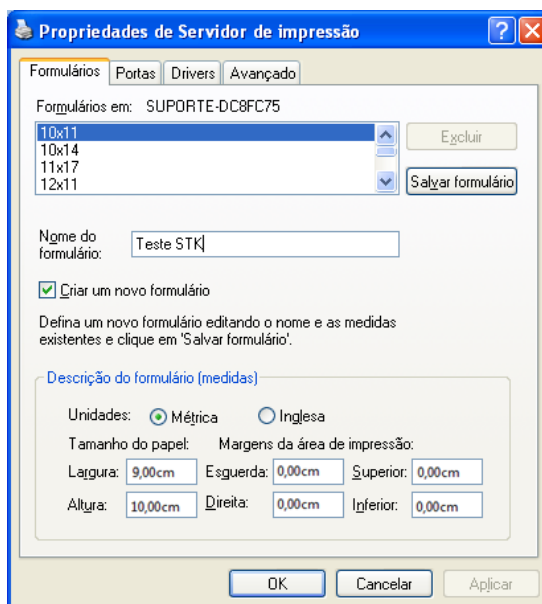 Propriedades de Servidor de impressão
Formulários Portas Drivers Avançado
Formulários em: SUPORTE-DC8FC75
10x11
10x14
11x17
12x11
Excluir
Salvar formulário
Nome do formulário: Teste STK
Criar um novo formulário
Defina um novo formulário editando o nome e as medidas
existentes e clique em 'Salvar formulário'.
Descrição do formulário (medidas)
Unidades: Métrica Inglesa
Tamanho do papel: Margens da área de impressão:
Largura: 9,00cm Esguerda: 0,00cm Superior: 0,00cm
Altura: 10,00cm Direita: 0,00cm Inferior: 0,00cm
OK Cancelar Aplicar